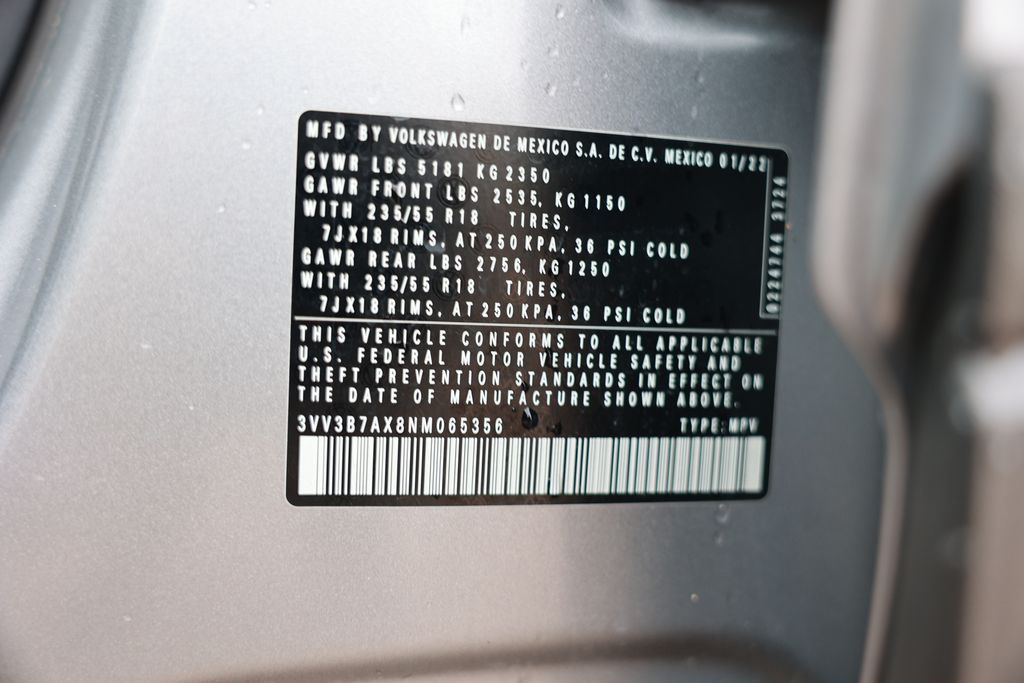 MFD BY VOLKSWAGEN DE MEXICO S.A. DE C.V. MEXICO 01/22
GVWR LBS 5181 KG 2350
GAWR FRONT LBS 2535, KG 1150
WITH 235/55 R18 TIRES,
7JX18 RIMS, AT 250 KPA, 36 PSI COLD
GAWR REAR LBS 2756, KG 1250
WITH 235/55 R18 TIRES,
7JX18 RIMS, AT 250 KPA, 36 PSI COLD
0224744 3724
THIS VEHICLE CONFORMS TO ALL APPLICABLE
U.S. FEDERAL MOTOR VEHICLE SAFETY AND
THEFT PREVENTION STANDARDS IN EFFECT ON
THE DATE OF MANUFACTURE SHOWN ABOVE.
3VV3B7AX8NM065356 TYPE: MPV